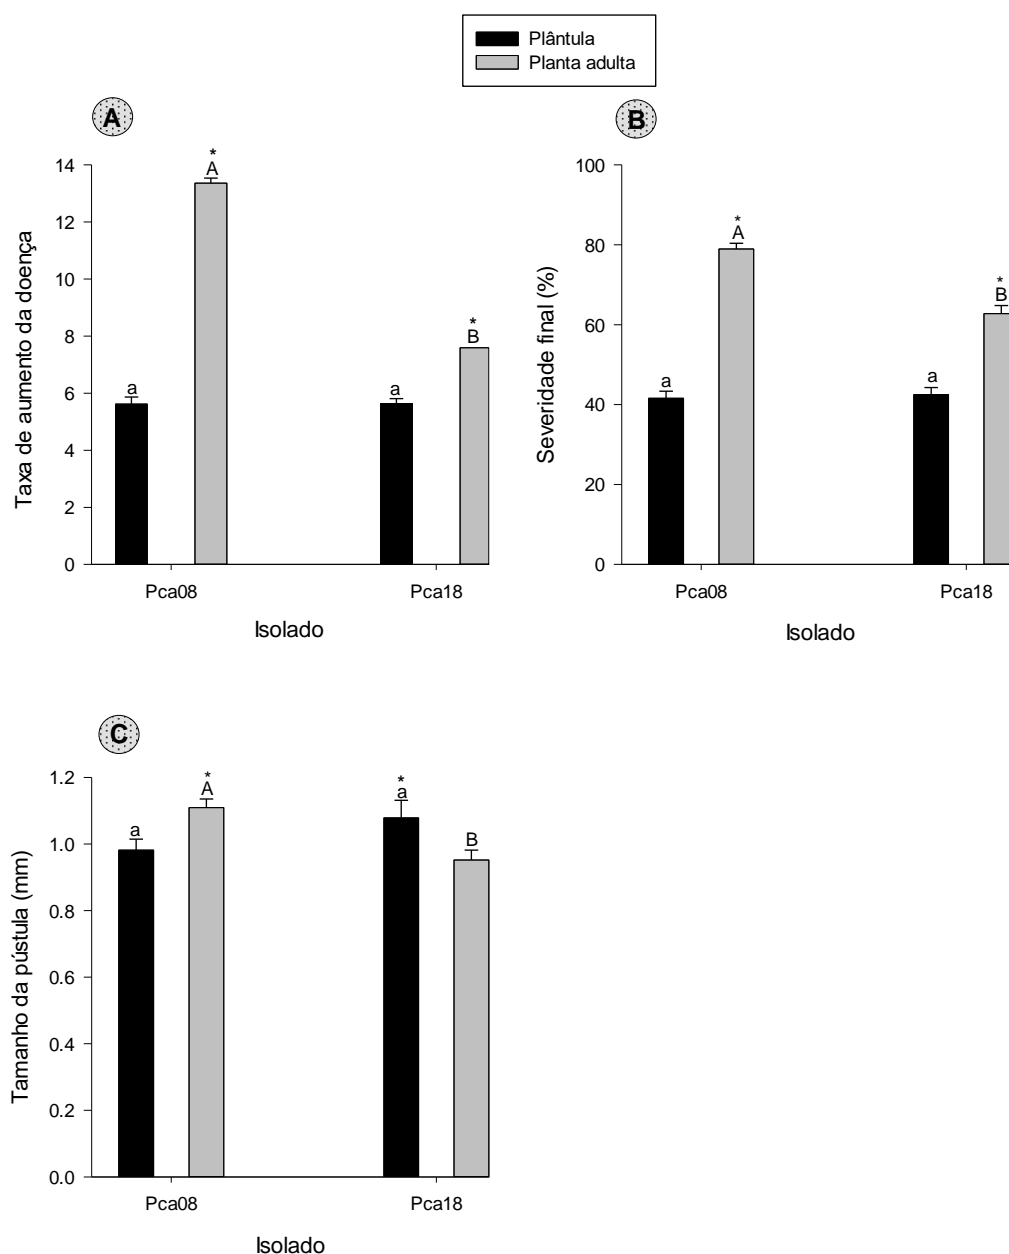 Plântula
Planta adulta
A
Taxa de aumento da doença
14
12
10
8
6
4
2
0
a
*
A
a
*
B
Pca08
Pca18
Isolado
B
Severidade final (%)
100
80
60
40
20
0
a
*
A
a
*
B
Pca08
Pca18
Isolado
C
Tamanho da pústula (mm)
1.2
1.0
0.8
0.6
0.4
0.2
0.0
a
*
A
*
a
B
Pca08
Pca18
Isolado